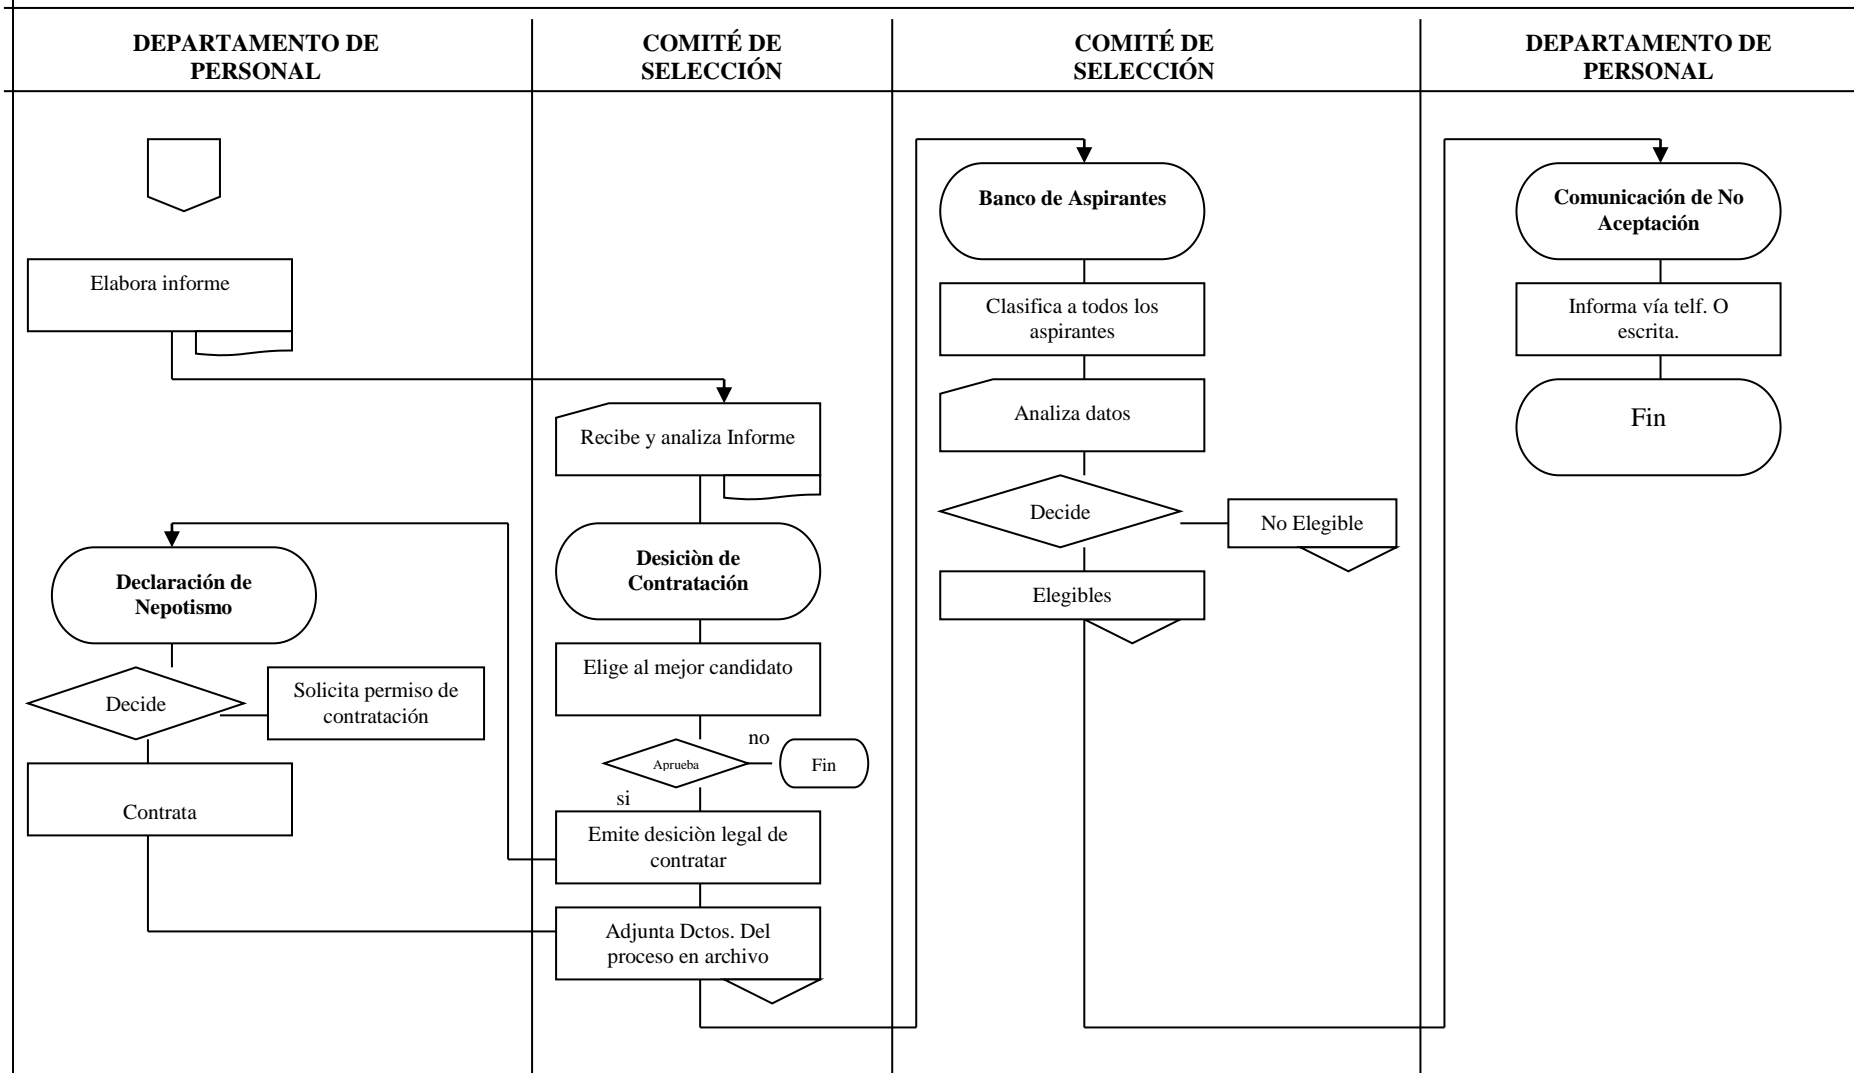 DEPARTAMENTO DE
PERSONAL
COMITÉ DE
SELECCIÓN
COMITÉ DE
SELECCIÓN
DEPARTAMENTO DE
PERSONAL
Elabora informe
Declaración de
Nepotismo
Decide
Solicita permiso de
contratación
Contrata
Recibe y analiza Informe
Desiciòn de
Contratación
Elige al mejor candidato
Aprueba
no
Fin
si
Emite desiciòn legal de
contratar
Adjunta Dctos. Del
proceso en archivo
Banco de Aspirantes
Clasifica a todos los
aspirantes
Analiza datos
Decide
No Elegible
Elegibles
Comunicación de No
Aceptación
Informa vía telf. O
escrita.
Fin